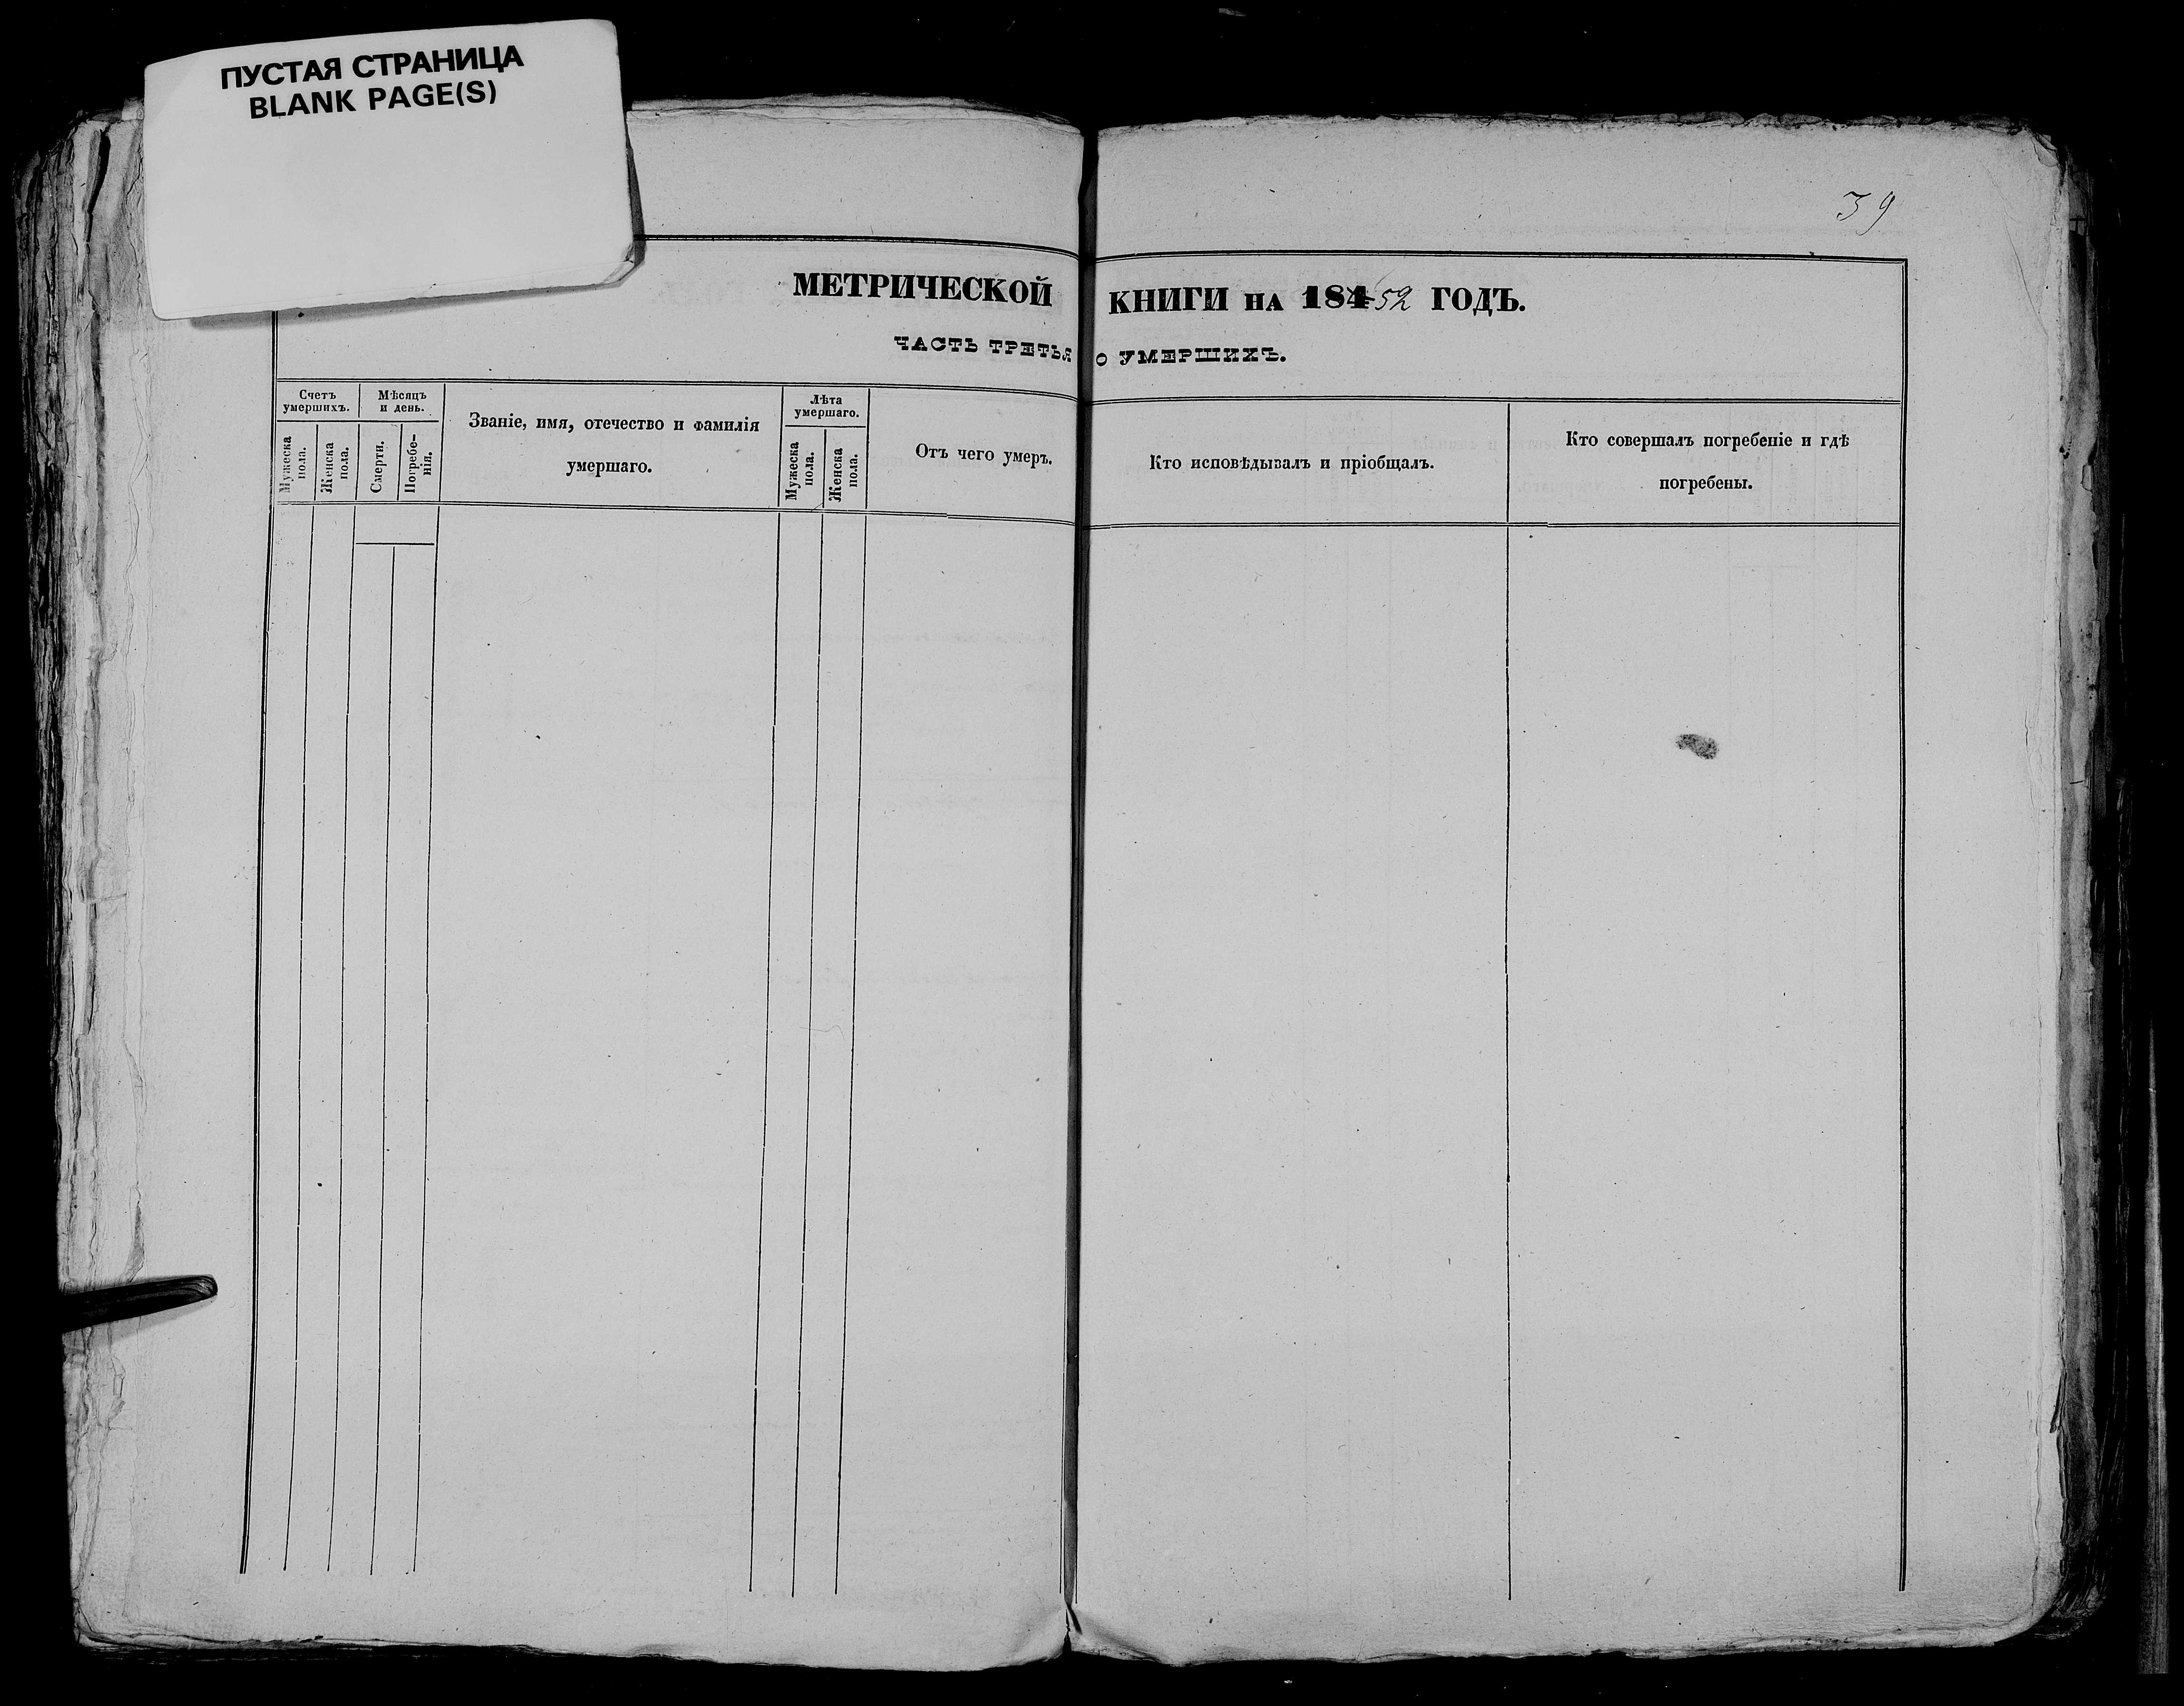 ПУСТАЯ СТРАНИЦА
BLANK PAGE(S)
39
МЕТРИЧЕСКОЙ КНИГИ НА 18452 ГОДЪ.
ЧАСТЬ ТРЕТЬЯ О УМЕРШИХЪ.
Счетъ умершихъ.
Мужеска пола.
Женска пола.
Мѣсяцъ и день.
Смерти.
Погребе-
нія.
Званіе, имя, отечество и фамилія
умершаго.
Лѣта умершаго.
Мужеска пола.
Женска пола.
Отъ чего умеръ.
Кто исповѣдывалъ и пріобщалъ.
Кто совершалъ погребеніе и гдѣ
погребены.